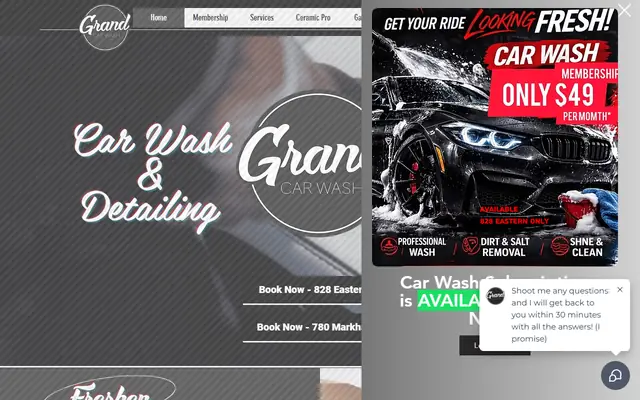 Grand
Home
Membership
Services
Ceramic Pro
Ga
Car Wash
&
Detailing
Grand
CAR WASH
Book Now - 828 Easter
Book Now - 780 Markh
Fresher
GET YOUR RIDE LOOKING FRESH!
CAR WASH
MEMBERSHIP
ONLY $49
PER MONTH*
AVAILABLE
828 EASTERN ONLY
PROFESSIONAL
WASH
DIRT & SALT
REMOVAL
SHNE &
CLEAN
Car Wash
is AVAILA
N
Shoot me any questions
and I will get back to
you within 30 minutes
with all the answers! (I
promise)